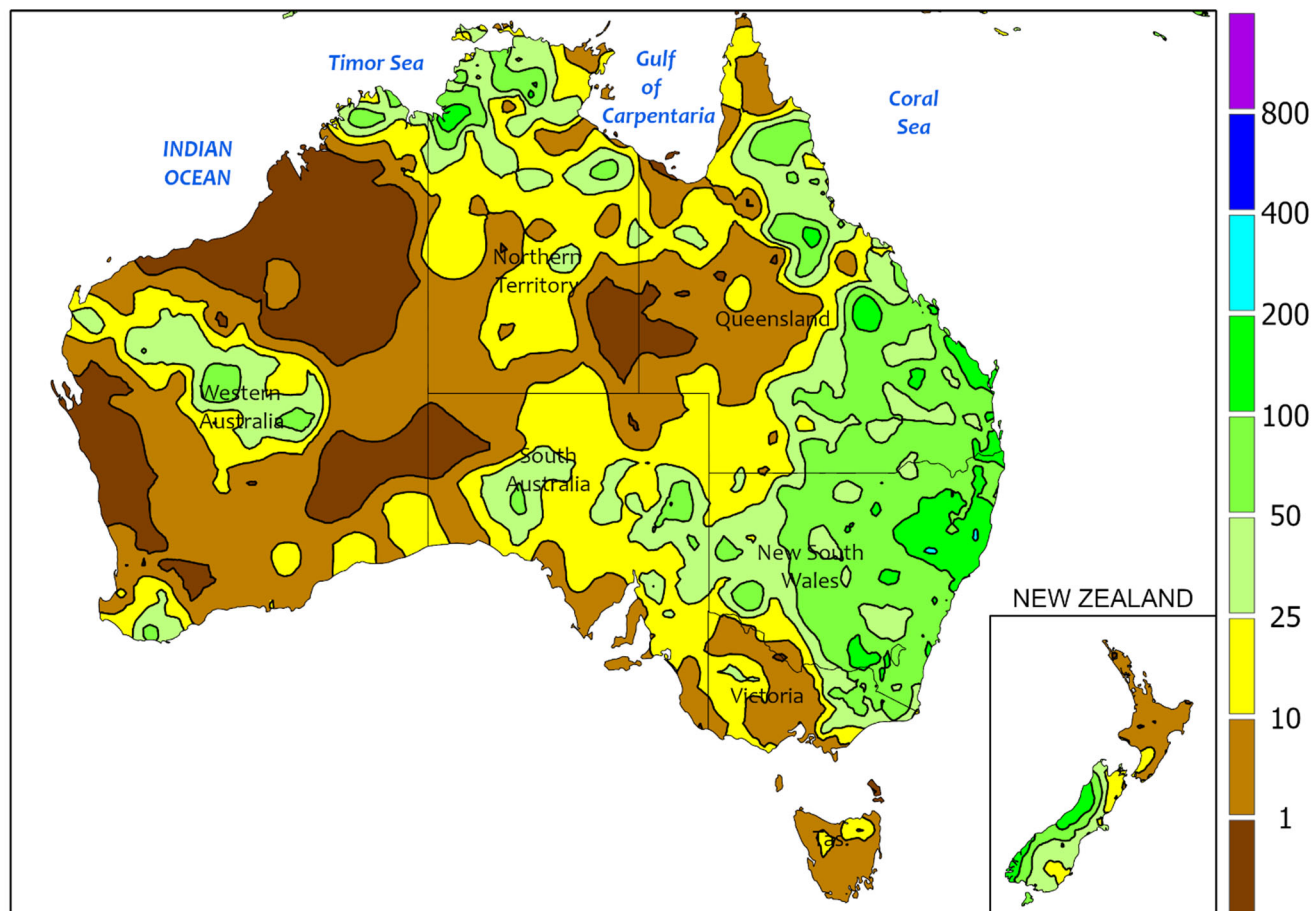 Timor Sea
Gulf
of
Carpentaria
Coral
Sea
INDIAN
OCEAN
Northern
Territory
Queensland
Western
Australia
South
Australia
New South
Wales
Victoria
Tas.
NEW ZEALAND
800
400
200
100
50
25
10
1